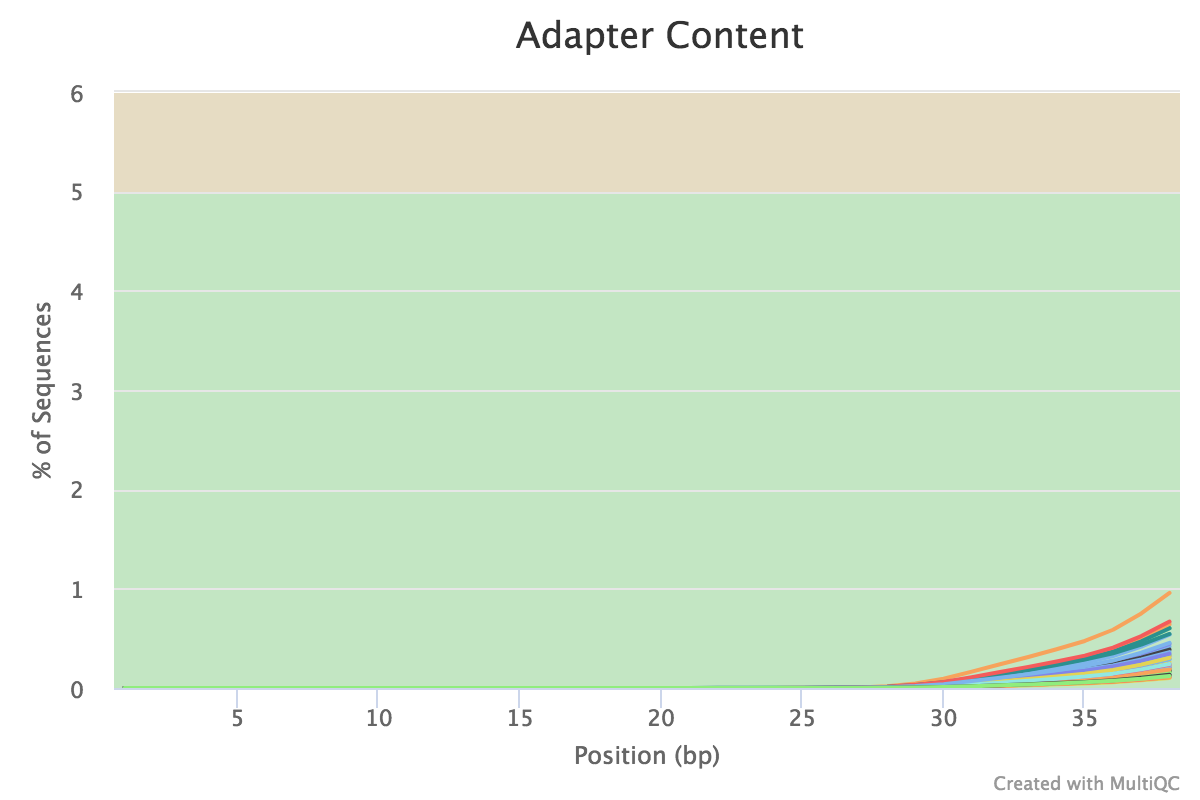 Adapter Content
6
5
4
3
2
1
0
% of Sequences
5 10 15 20 25 30 35
Position (bp)
Created with MultiQC